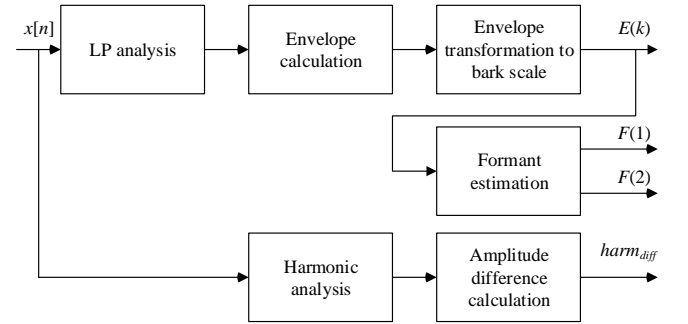 x[n]
LP analysis
Envelope
calculation
Envelope
transformation to
bark scale
E(k)
Formant
estimation
F(1)
F(2)
Harmonic
analysis
Amplitude
difference
calculation
harm_diff